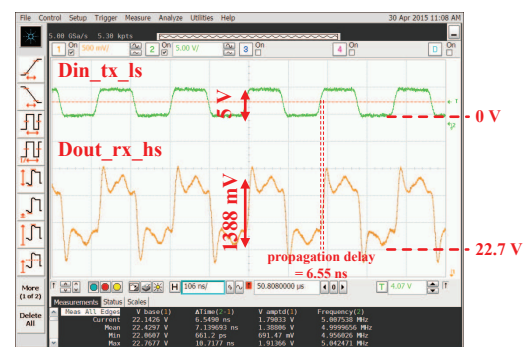 File Control Setup Trigger Measure Analyze Utilities Help 30 Apr 2015 11:08 AM
5.00 GSa/s 5.30 kpts
1 On 500 mV/ 2 On 5.00 V/ 3 On 4 On 0 On
Din_tx_ls
5 V
0 V
Dout_rx_hs
1388 mV
propagation delay
= 6.55 ns
22.7 V
More
(1 of 2)
Delete
All
H 106 ns/ 50.8080000 µs 0 T 4.07 V
Measurements Status Scales
Meas All Edges V base(1) ΔTime(2-1) V amptd(1) Frequency(2)
Current 22.1426 V 6.5490 ns 1.79033 V 5.007538 MHz
Mean 22.4297 V 7.139693 ns 1.38806 V 4.9999656 MHz
Min 22.0607 V 661.2 ps 691.47 mV 4.956026 MHz
Max 22.7677 V 10.7177 ns 1.91366 V 5.042471 MHz